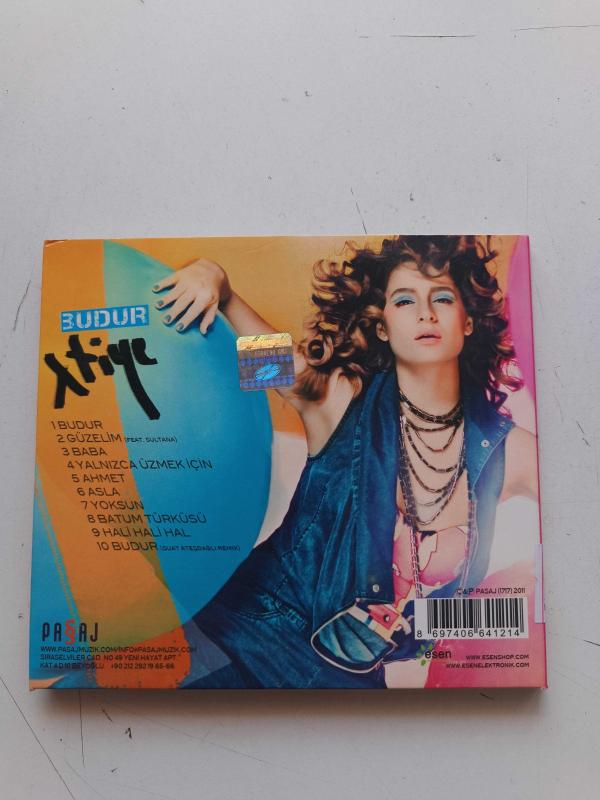 BUDUR
Atiye
1 BUDUR
2 GÜZELİM (FEAT. SULTANA)
3 BABA
4 YALNIZCA ÜZMEK İÇİN
5 AHMET
6 ASLA
7 YOKSUN
8 BATUM TÜRKÜSÜ
9 HALİ HALİ HAL
10 BUDUR (SUAT ATEŞDAĞLI REMIX)
C & P PASAJ (1717) 2011
8 697406 641214
PASAJ
WWW.PASAJMUZIK.COM/INFO@PASAJMUZIK.COM
SIRASELVİLER CAD. NO 49 YENİ HAYAT APT.
KAT 4 D.10 BEYOĞLU +90 212 292 19 65-66
esen
WWW.ESENSHOP.COM
WWW.ESENELEKTRONIK.COM